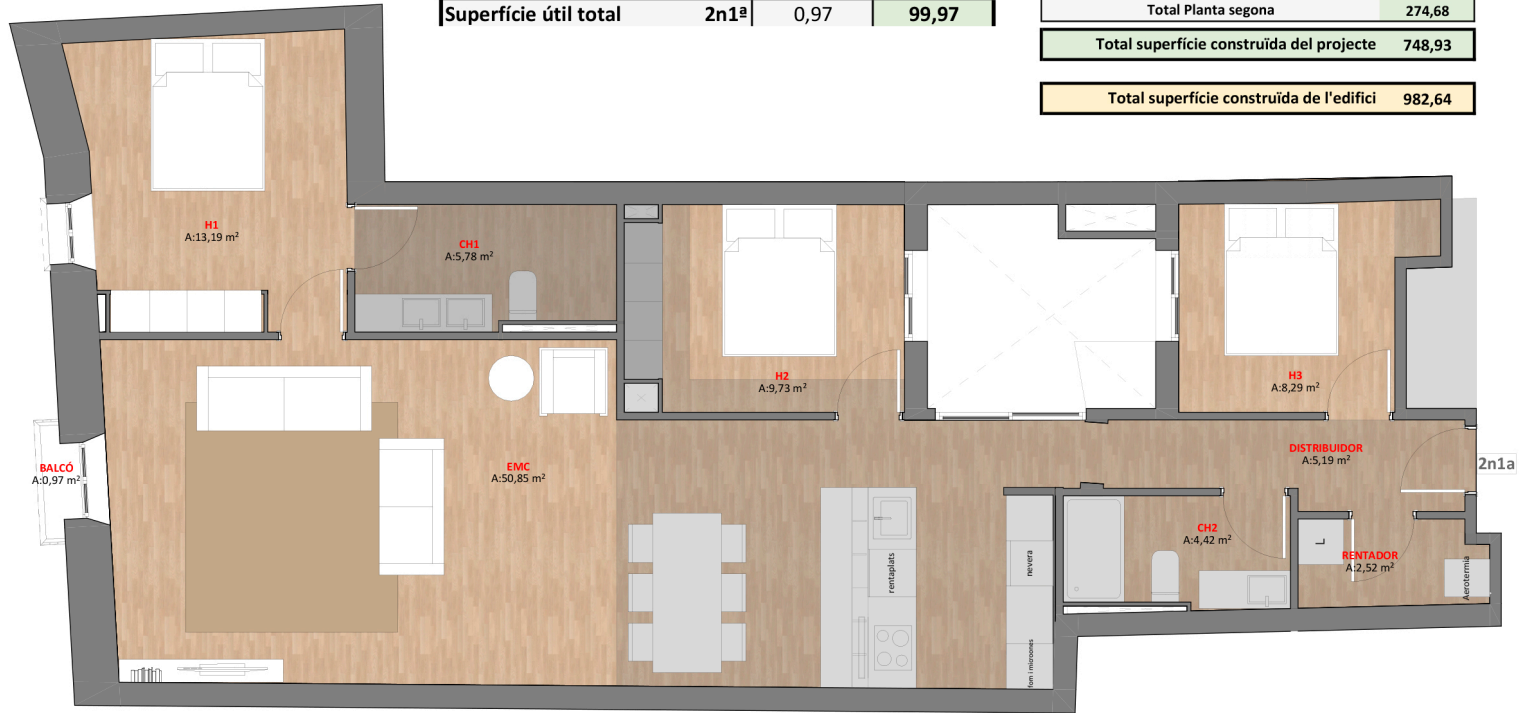 Superfície útil total 2n1ª 0,97 99,97
Total Planta segona 274,68
Total superfície construïda del projecte 748,93
Total superfície construïda de l'edifici 982,64
H1
A:13,19 m²
CH1
A:5,78 m²
H2
A:9,73 m²
H3
A:8,29 m²
BALCÓ
A:0,97 m²
EMC
A:50,85 m²
DISTRIBUIDOR
A:5,19 m²
2n1a
CH2
A:4,42 m²
L
RENTADOR
A:2,52 m²
Aerotermia
rentaplats
nevera
forn i microones